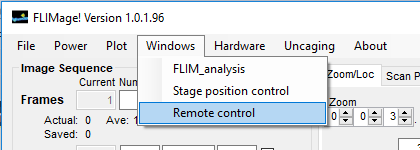 FLIMage! Version 1.0.1.96
File Power Plot Windows Hardware Uncaging About
Image Sequence
Current Num
Frames 1
Actual: 0 Ave: 1
Saved: 0
FLIM_analysis
Stage position control
Remote control
Zoom/Loc Scan P
Zoom
0 0 3